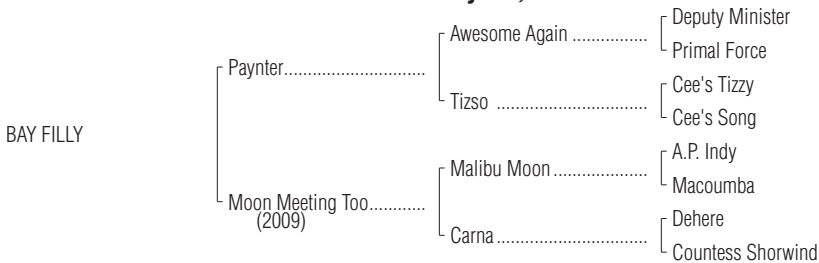 Deputy Minister
Awesome Again
Primal Force
Paynter
Cee's Tizzy
Tizso
Cee's Song
BAY FILLY
A.P. Indy
Malibu Moon
Macoumba
Moon Meeting Too
(2009)
Dehere
Carna
Countess Shorwind